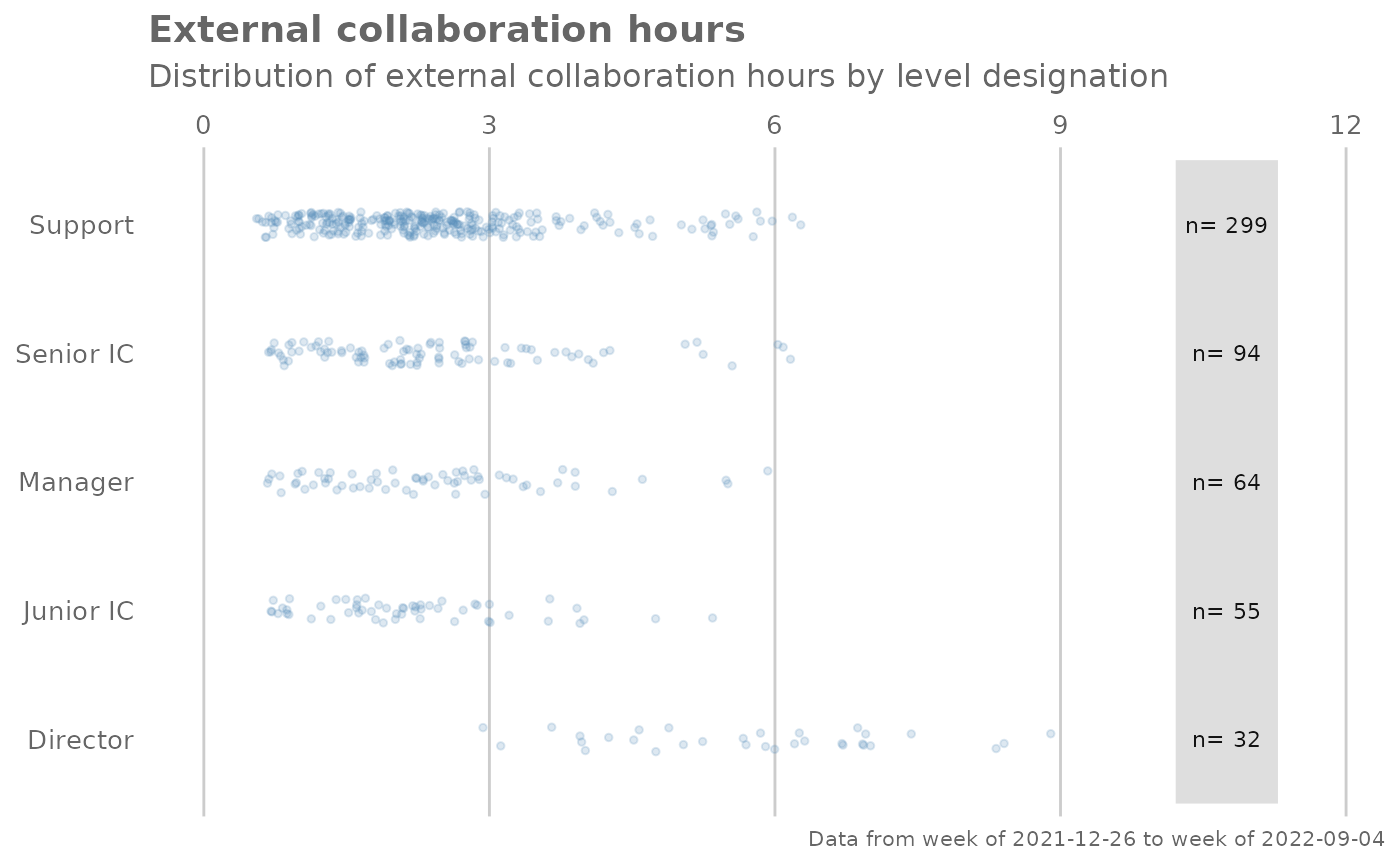 External collaboration hours
Distribution of external collaboration hours by level designation
0 3 6 9 12
Support n= 299
Senior IC n= 94
Manager n= 64
Junior IC n= 55
Director n= 32
Data from week of 2021-12-26 to week of 2022-09-04